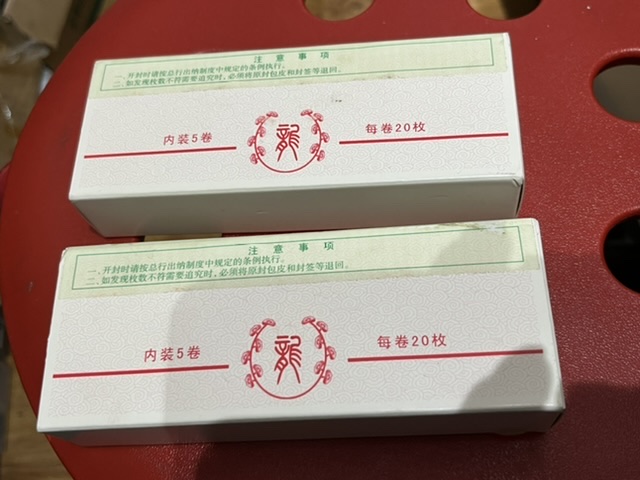 注意事项
一、开封时请按总行出纳制度中规定的条例执行。
二、如发现枚数不符需要追究时，必须将原封包皮和封签等退回。
内装5卷 龍 每卷20枚
注意事项
一、开封时请按总行出纳制度中规定的条例执行。
二、如发现枚数不符需要追究时，必须将原封包皮和封签等退回。
内装5卷 龍 每卷20枚